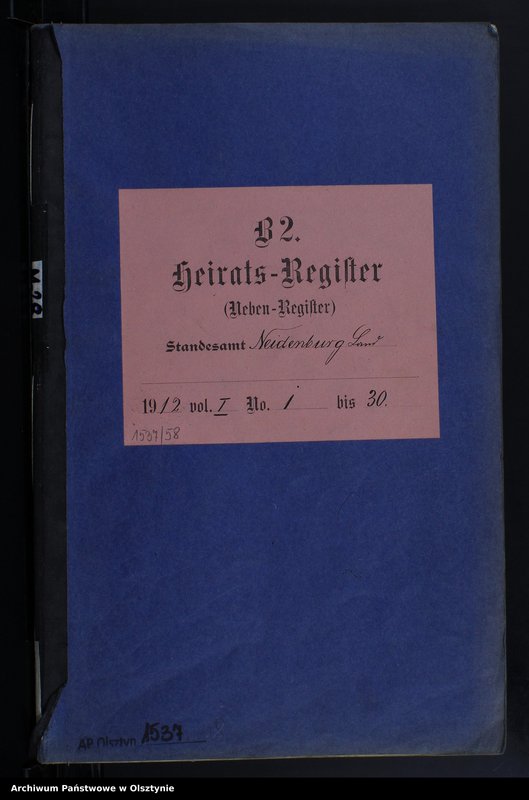 B 2.
Heirats-Register
(Neben-Register)
Standesamt Neidenburg Land
1912 vol. I No. 1 bis 30.
1537/58
AP Olsztyn 1537
Archiwum Państwowe w Olsztynie